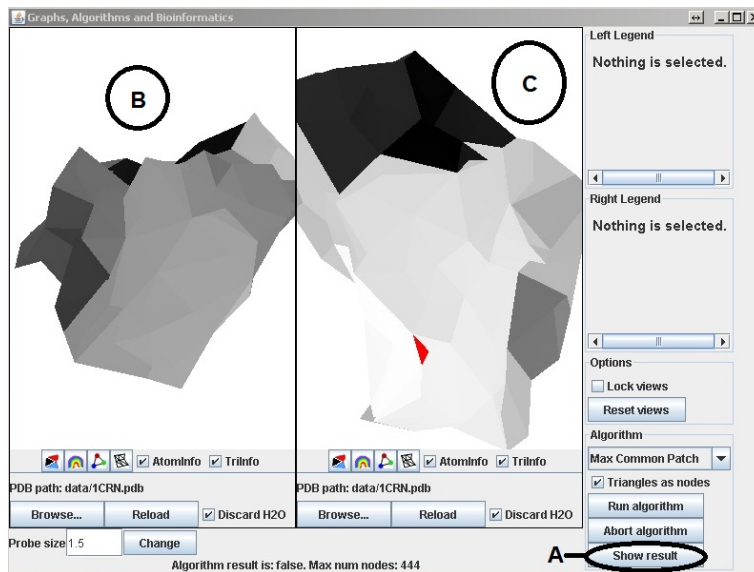 Graphs, Algorithms and Bioinformatics
B
C
Left Legend
Nothing is selected.
Right Legend
Nothing is selected.
Options
Lock views
Reset views
Algorithm
Max Common Patch
Triangles as nodes
Run algorithm
Abort algorithm
A Show result
AtomInfo TriInfo
AtomInfo TriInfo
PDB path: data/1CRN.pdb
PDB path: data/1CRN.pdb
Browse... Reload Discard H2O
Browse... Reload Discard H2O
Probe size 1.5 Change
Algorithm result is: false. Max num nodes: 444